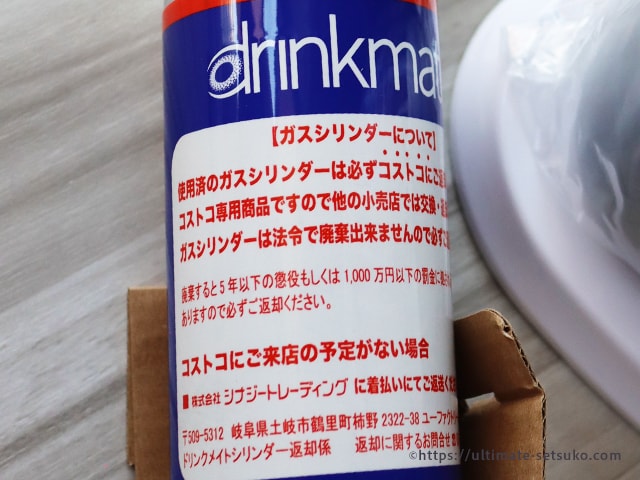 drinkmat
【ガスシリンダーについて】
使用済のガスシリンダーは必ずコストコにご
コストコ専用商品ですので他の小売店では交換・
ガスシリンダーは法令で廃棄出来ませんので必ずご
廃棄すると5年以下の懲役もしくは1,000万円以下の罰金に
ありますので必ずご返却ください。
コストコにご来店の予定がない場合
■株式会社 シナジートレーディング に着払いにてご返送く
〒509-5312 岐阜県土岐市鶴里町柿野 2322-38 ユーファクト
ドリンクメイトシリンダー返却係 返却に関するお問合せ
©https://ultimate-setsuko.com/